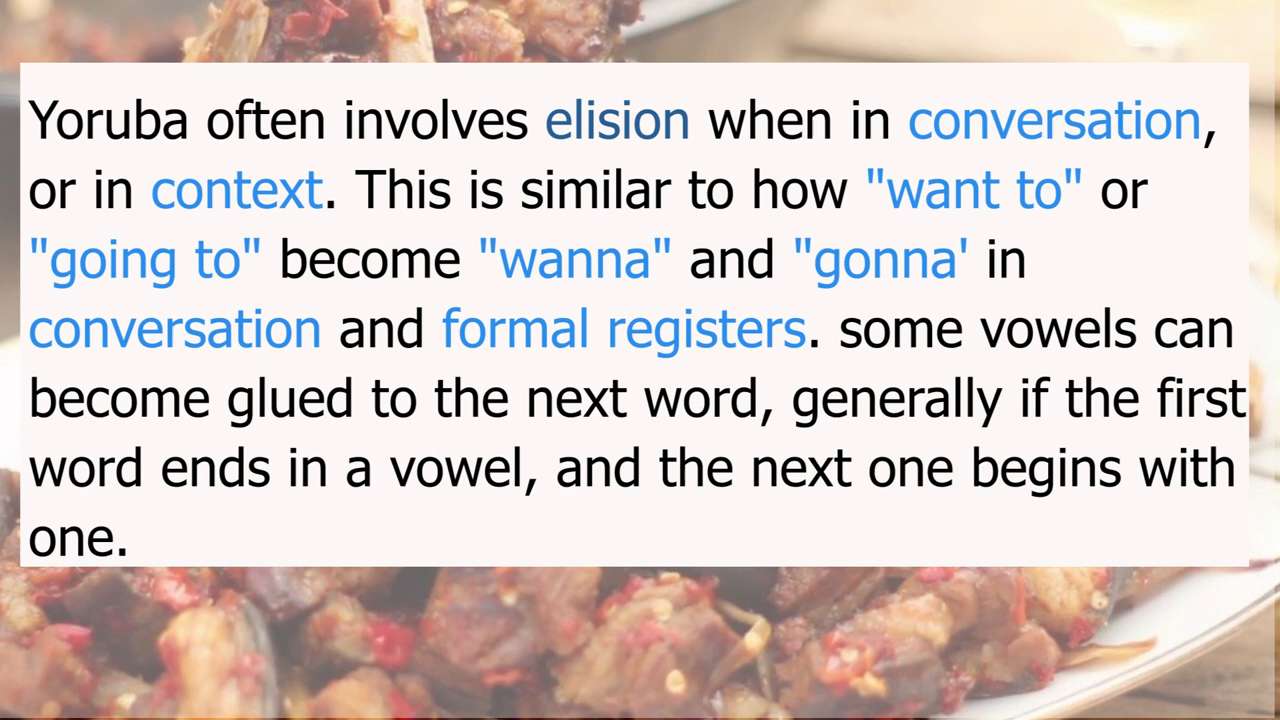 Yoruba often involves elision when in conversation,
or in context. This is similar to how "want to" or
"going to" become "wanna" and "gonna' in
conversation and formal registers. some vowels can
become glued to the next word, generally if the first
word ends in a vowel, and the next one begins with
one.